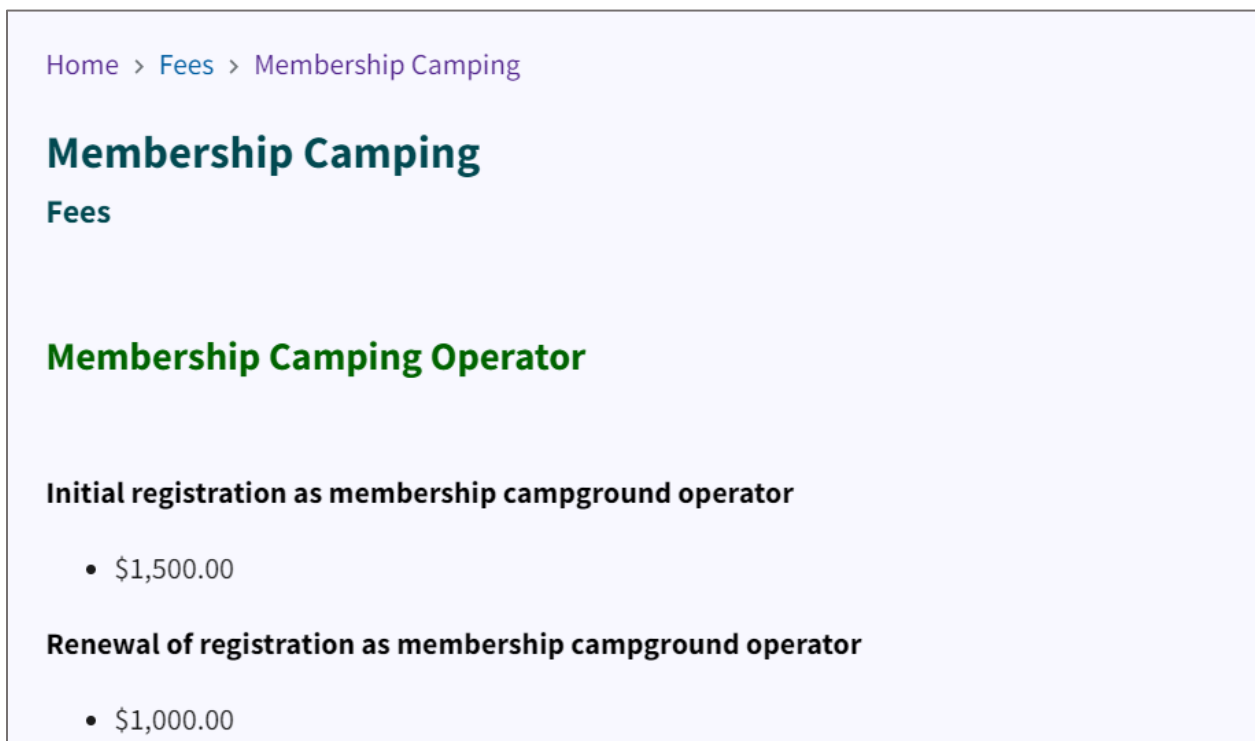 Home > Fees > Membership Camping
Membership Camping
Fees
Membership Camping Operator
Initial registration as membership campground operator
• $1,500.00
Renewal of registration as membership campground operator
• $1,000.00